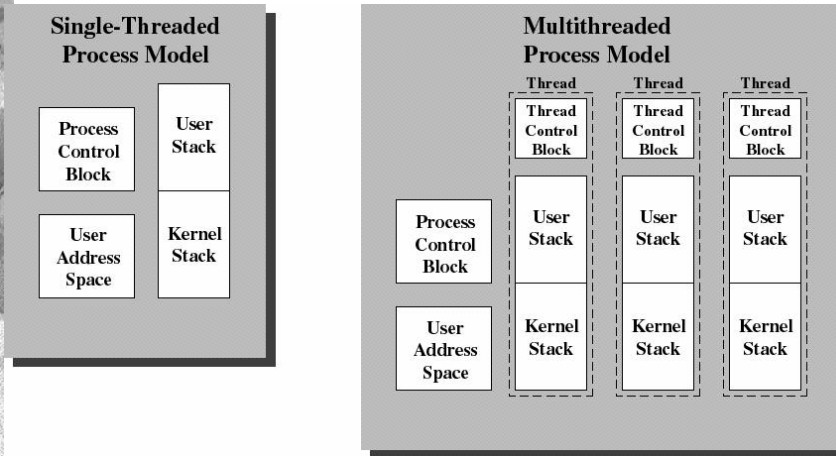 Single-Threaded
Process Model
Process
Control
Block
User
Stack
User
Address
Space
Kernel
Stack
Multithreaded
Process Model
Thread
Thread
Thread
Thread
Control
Block
Thread
Control
Block
Thread
Control
Block
Process
Control
Block
User
Stack
User
Stack
User
Stack
User
Address
Space
Kernel
Stack
Kernel
Stack
Kernel
Stack